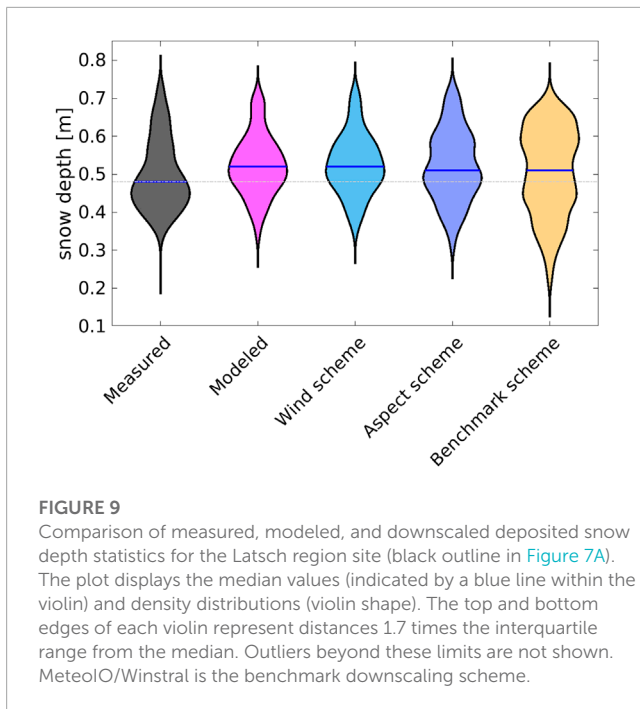 0.8
0.7
0.6
0.5
0.4
0.3
0.2
0.1
snow depth [m]
Measured
Modeled
Wind scheme
Aspect scheme
Benchmark scheme
FIGURE 9
Comparison of measured, modeled, and downscaled deposited snow
depth statistics for the Latsch region site (black outline in Figure 7A).
The plot displays the median values (indicated by a blue line within the
violin) and density distributions (violin shape). The top and bottom
edges of each violin represent distances 1.7 times the interquartile
range from the median. Outliers beyond these limits are not shown.
MeteoIO/Winstral is the benchmark downscaling scheme.